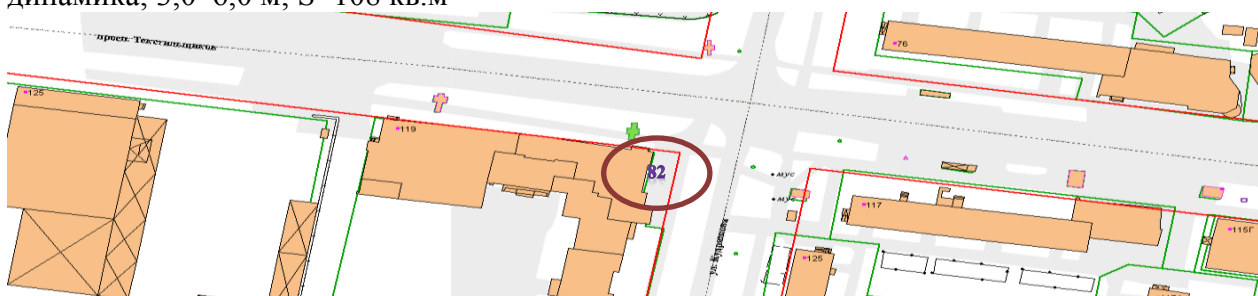 динамика, 3,0*6,0 м, S=108 кв.м
просп. Текстильщиков
76
125
119
82
мус
мус
117
ул. Кудряшова
125
115Г